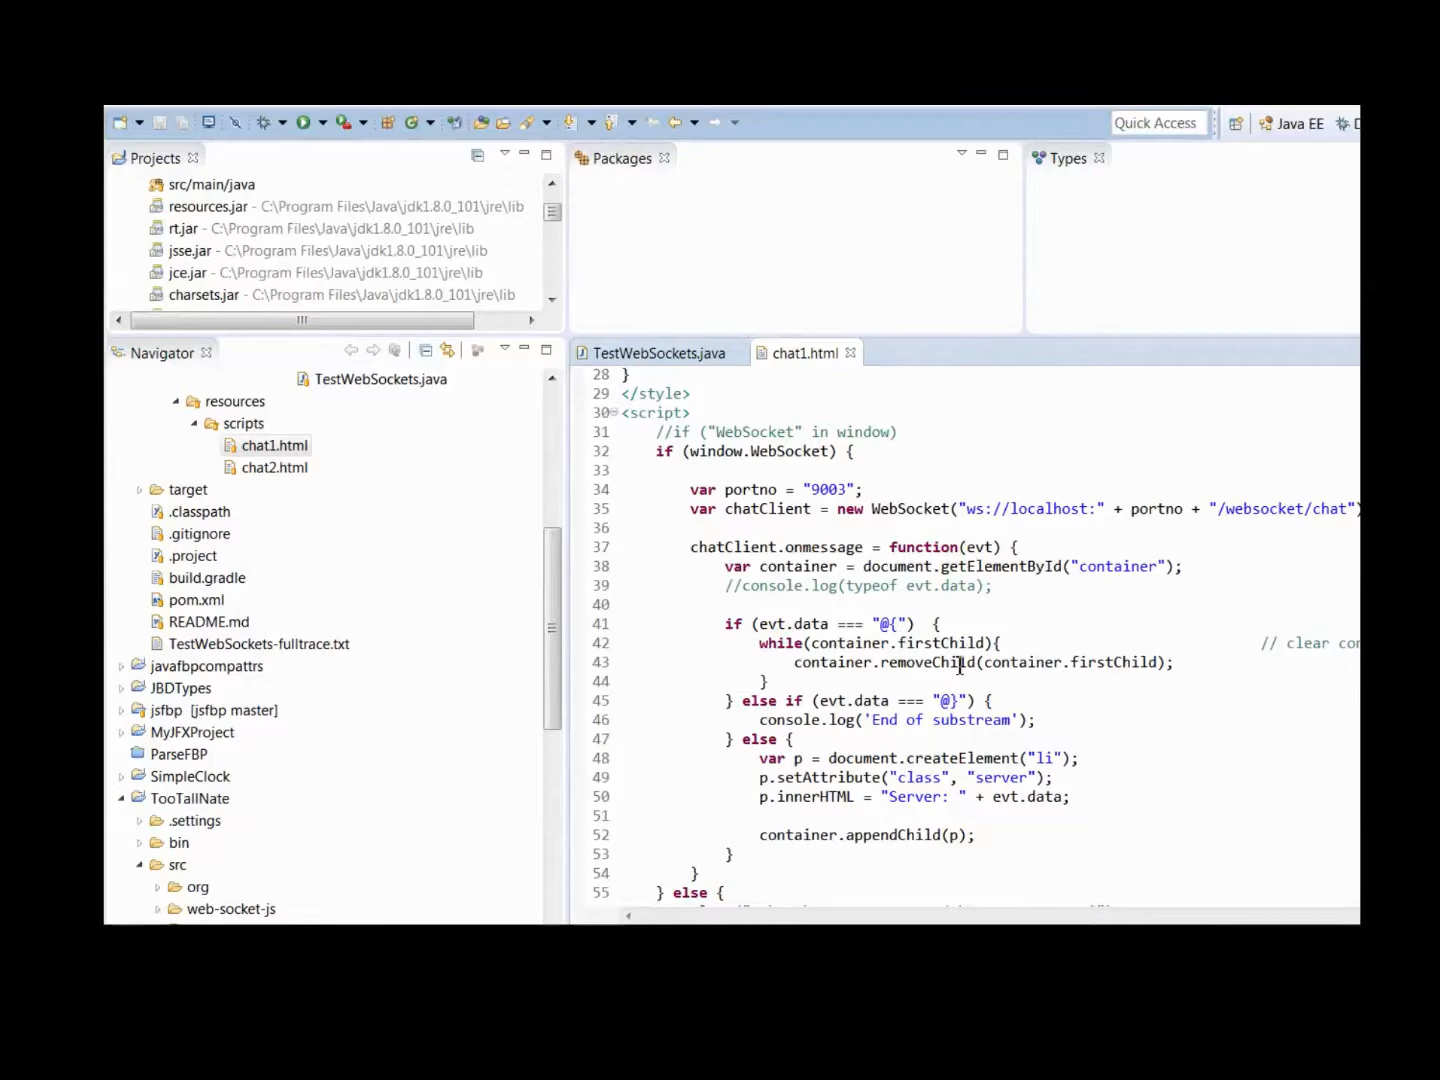 Quick Access
Java EE
Projects
src/main/java
resources.jar - C:\Program Files\Java\jdk1.8.0_101\jre\lib
rt.jar - C:\Program Files\Java\jdk1.8.0_101\jre\lib
jsse.jar - C:\Program Files\Java\jdk1.8.0_101\jre\lib
jce.jar - C:\Program Files\Java\jdk1.8.0_101\jre\lib
charsets.jar - C:\Program Files\Java\jdk1.8.0_101\jre\lib
Packages
Types
Navigator
TestWebSockets.java
resources
scripts
chat1.html
chat2.html
target
.classpath
.gitignore
.project
build.gradle
pom.xml
README.md
TestWebSockets-fulltrace.txt
javafbpcompattrs
JBDTypes
jsfbp [jsfbp master]
MyJFXProject
ParseFBP
SimpleClock
TooTallNate
.settings
bin
src
org
web-socket-js
TestWebSockets.java chat1.html
28 }
29 </style>
30 <script>
31 //if ("WebSocket" in window)
32 if (window.WebSocket) {
33
34 var portno = "9003";
35 var chatClient = new WebSocket("ws://localhost:" + portno + "/websocket/chat")
36
37 chatClient.onmessage = function(evt) {
38 var container = document.getElementById("container");
39 //console.log(typeof evt.data);
40
41 if (evt.data === "@{") {
42 while(container.firstChild){ // clear
43 container.removeChild(container.firstChild);
44 }
45 } else if (evt.data === "@}") {
46 console.log('End of substream');
47 } else {
48 var p = document.createElement("li");
49 p.setAttribute("class", "server");
50 p.innerHTML = "Server: " + evt.data;
51
52 container.appendChild(p);
53 }
54 }
55 } else {